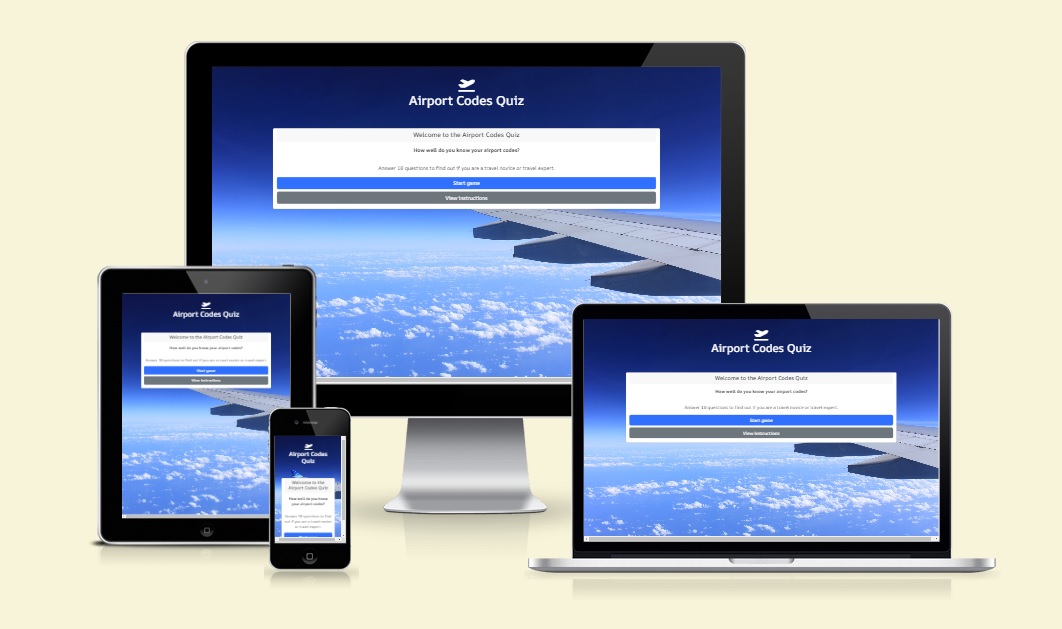 Airport Codes Quiz
Welcome to the Airport Codes Quiz
How well do you know your airport codes?
Answer 10 questions to find out if you are a travel novice or travel expert.
Start game
View instructions
Airport Codes Quiz
Welcome to the Airport Codes Quiz
How well do you know your airport codes?
Answer 10 questions to find out if you are a travel novice or travel expert.
Start game
View instructions
Airport Codes
Quiz
Welcome to the
Airport Codes Quiz
How well do you know
your airport codes?
Answer 10 questions to find
out if you are a travel novice
or travel expert.
Airport Codes Quiz
Welcome to the Airport Codes Quiz
How well do you know your airport codes?
Answer 10 questions to find out if you are a travel novice or travel expert.
Start game
View instructions